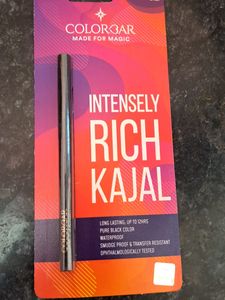 COLORBAR
MADE FOR MAGIC
INTENSELY
RICH
KAJAL
COLORBAR
LONG LASTING; UP TO 12HRS
PURE BLACK COLOR
WATERPROOF
SMUDGE PROOF & TRANSFER RESISTANT
OPHTHALMOLOGICALLY TESTED